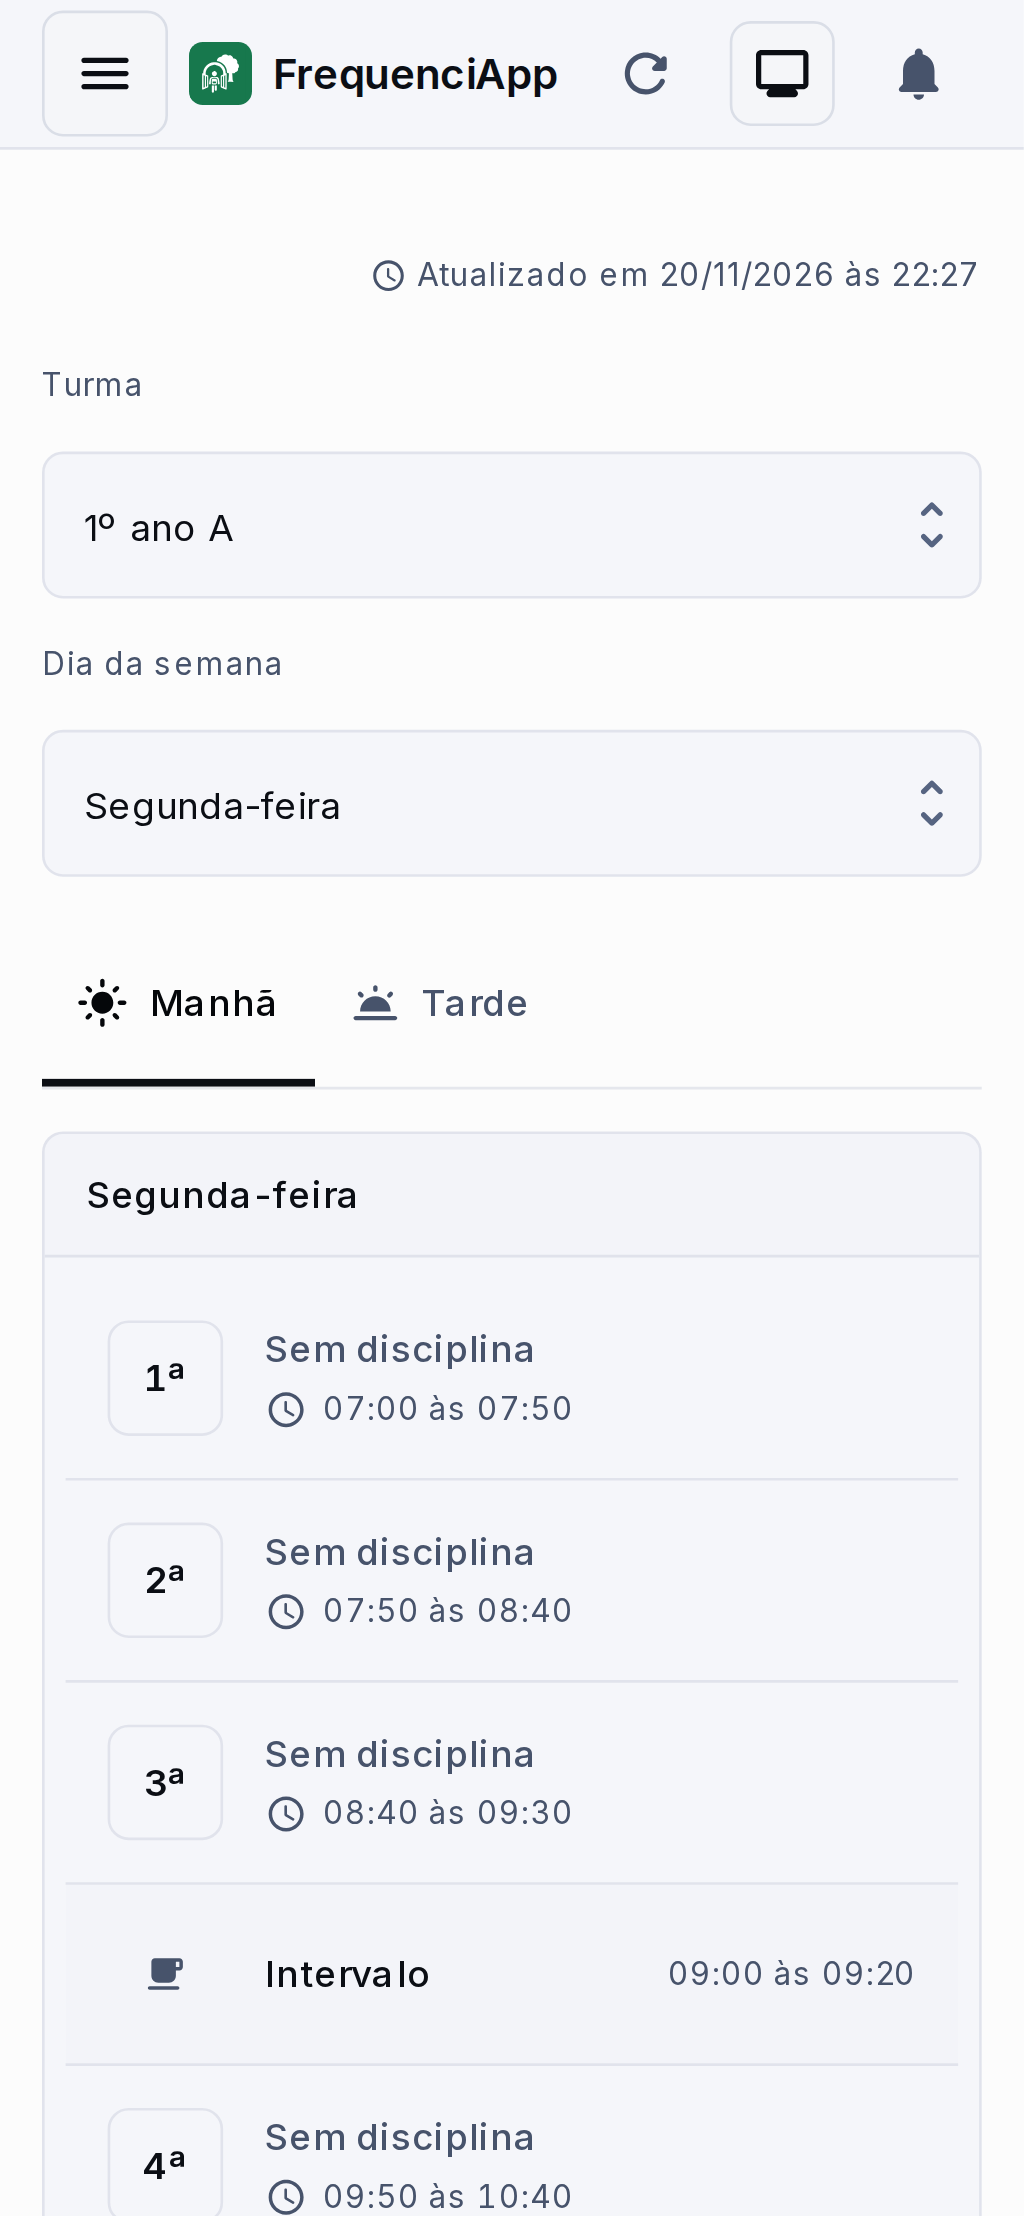 FrequenciApp
Atualizado em 20/11/2026 às 22:27
Turma
1º ano A
Dia da semana
Segunda-feira
Manhã Tarde
Segunda-feira
1ª
Sem disciplina
07:00 às 07:50
2ª
Sem disciplina
07:50 às 08:40
3ª
Sem disciplina
08:40 às 09:30
Intervalo 09:00 às 09:20
4ª
Sem disciplina
09:50 às 10:40